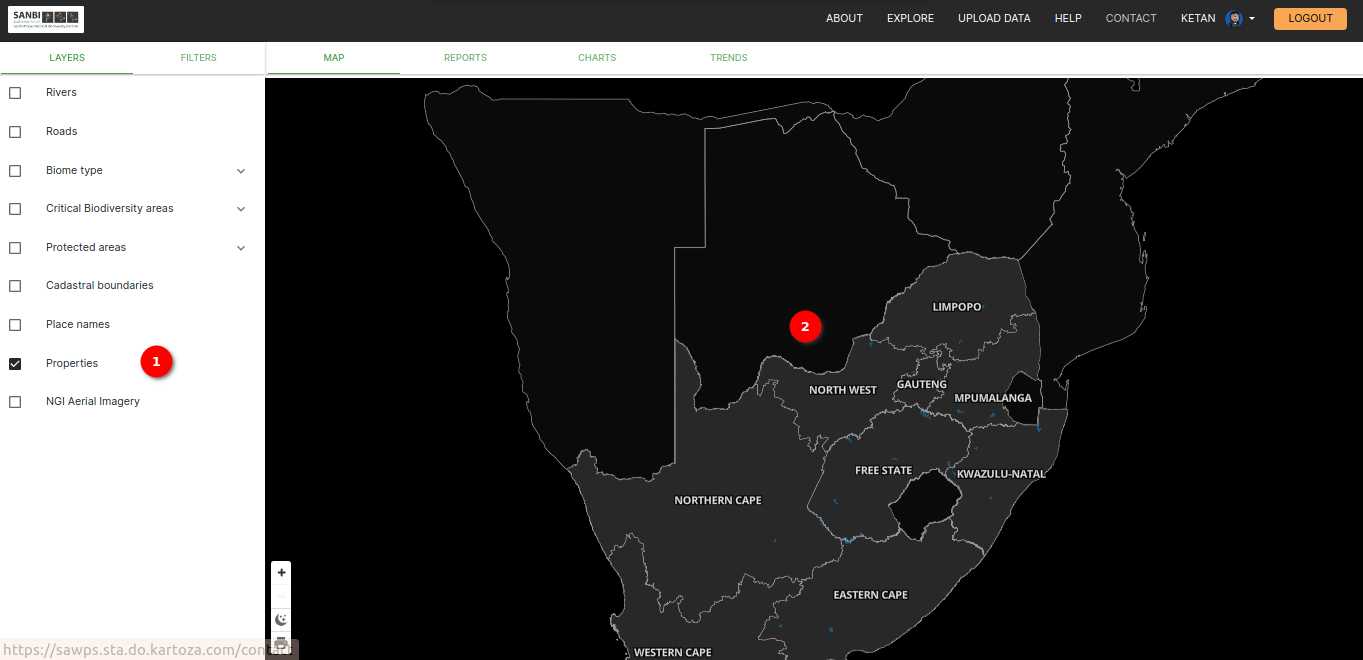 SANBI
ABOUT EXPLORE UPLOAD DATA HELP CONTACT KETAN LOGOUT
LAYERS FILTERS MAP REPORTS CHARTS TRENDS
Rivers
Roads
Biome type
Critical Biodiversity areas
Protected areas
Cadastral boundaries
Place names
Properties
1
NGI Aerial Imagery
2
LIMPOPO
GAUTENG
NORTH WEST
MPUMALANGA
FREE STATE
KWAZULU-NATAL
NORTHERN CAPE
EASTERN CAPE
WESTERN CAPE
+
https://sawps.sta.do.kartoza.com/contact